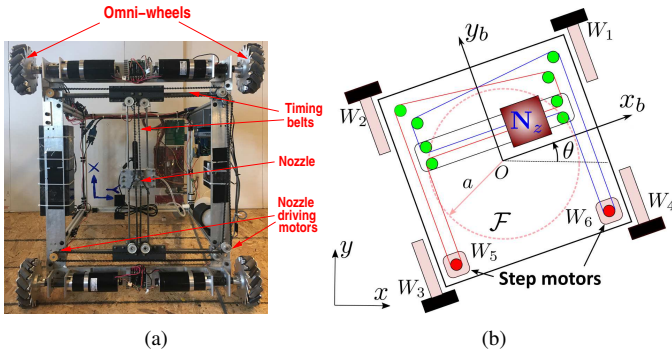 Omni-wheels
Timing
belts
Nozzle
Nozzle
driving
motors
X
Y
(a)
y_b
W_1
x_b
W_2
N_z
θ
O
a
F
W_4
W_6
W_5
y
Step motors
x
W_3
(b)